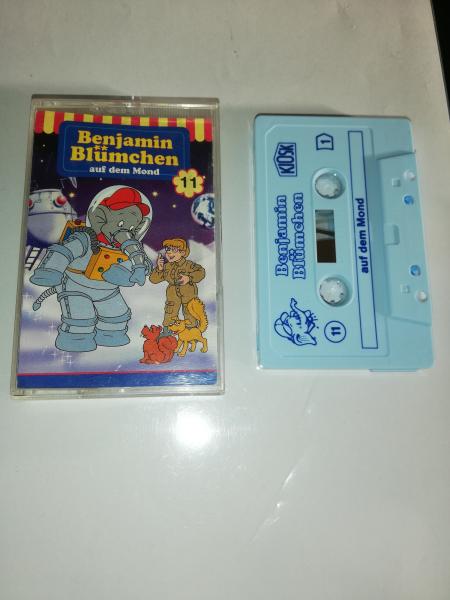 Benjamin
Blümchen
auf dem Mond
11
KIOSK
1
Benjamin
Blümchen
auf dem Mond
11